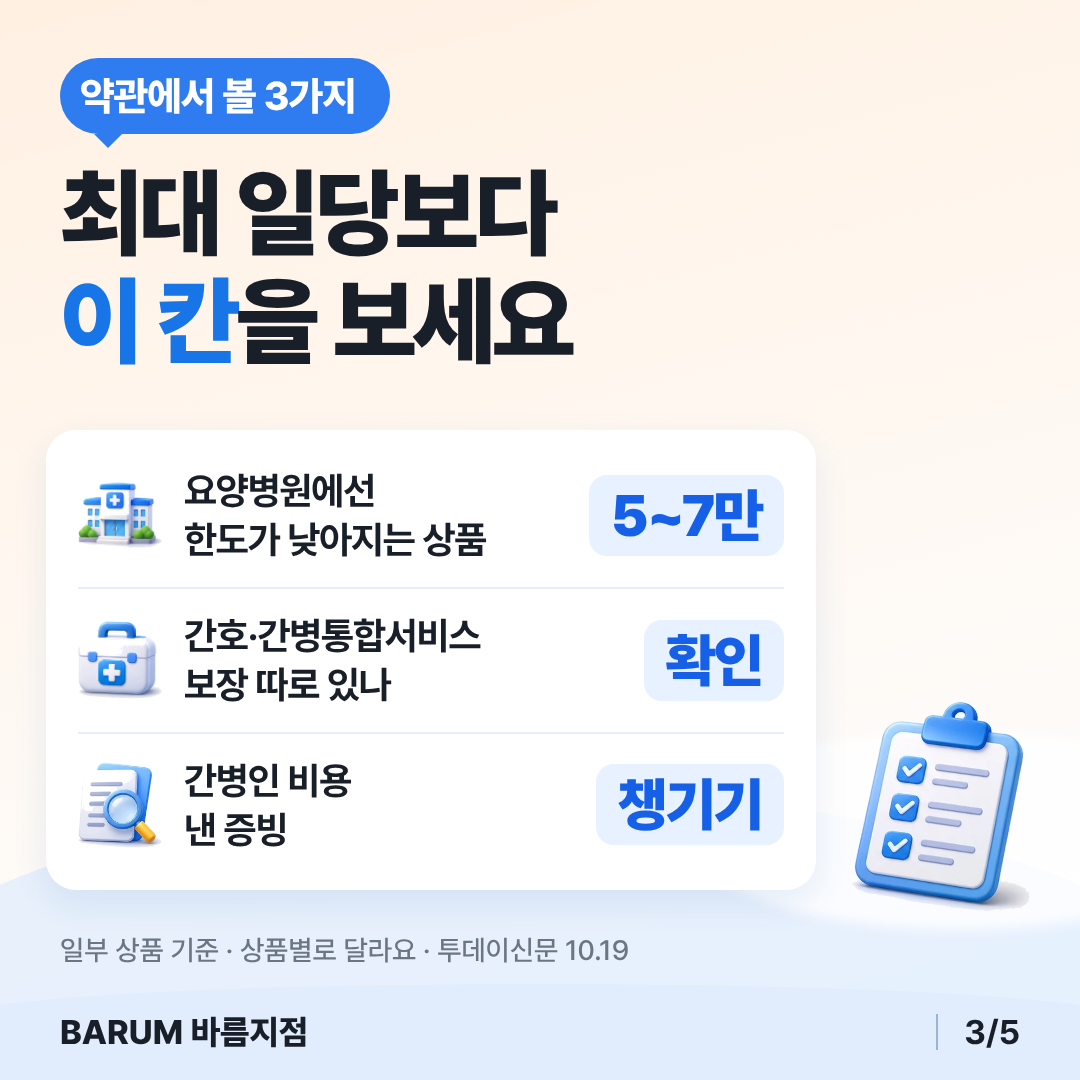 약관에서 볼 3가지
최대 일당보다
이 칸을 보세요
요양병원에선
한도가 낮아지는 상품
5~7만
간호·간병통합서비스
보장 따로 있나
확인
간병인 비용
낸 증빙
챙기기
일부 상품 기준 · 상품별로 달라요 · 투데이신문 10.19
BARUM 바름지점
3/5